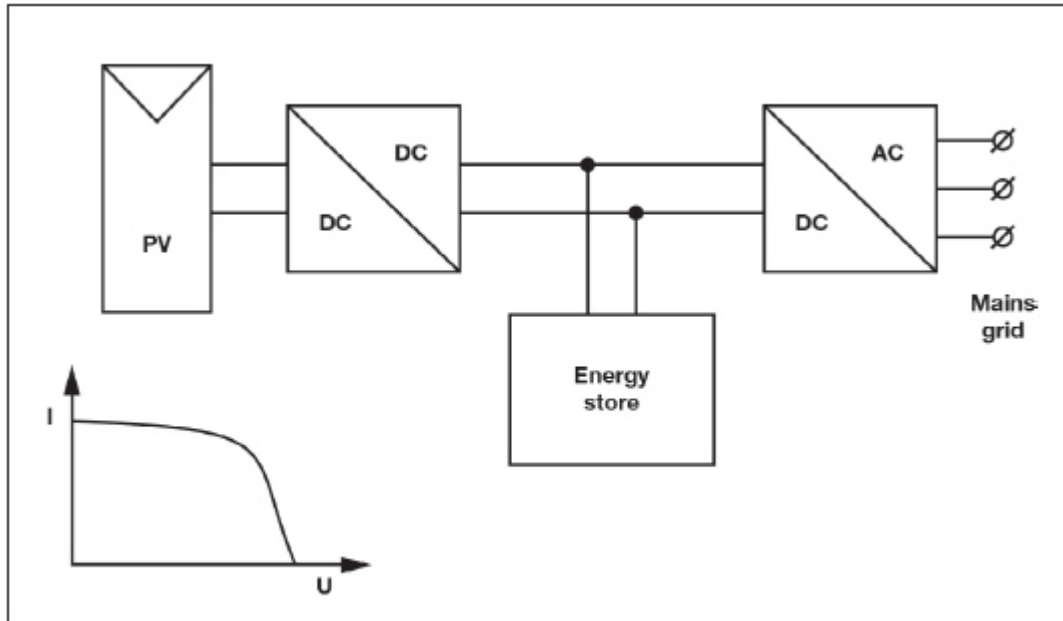 PV
DC
DC
AC
DC
Mains-
grid
Energy
store
I
U